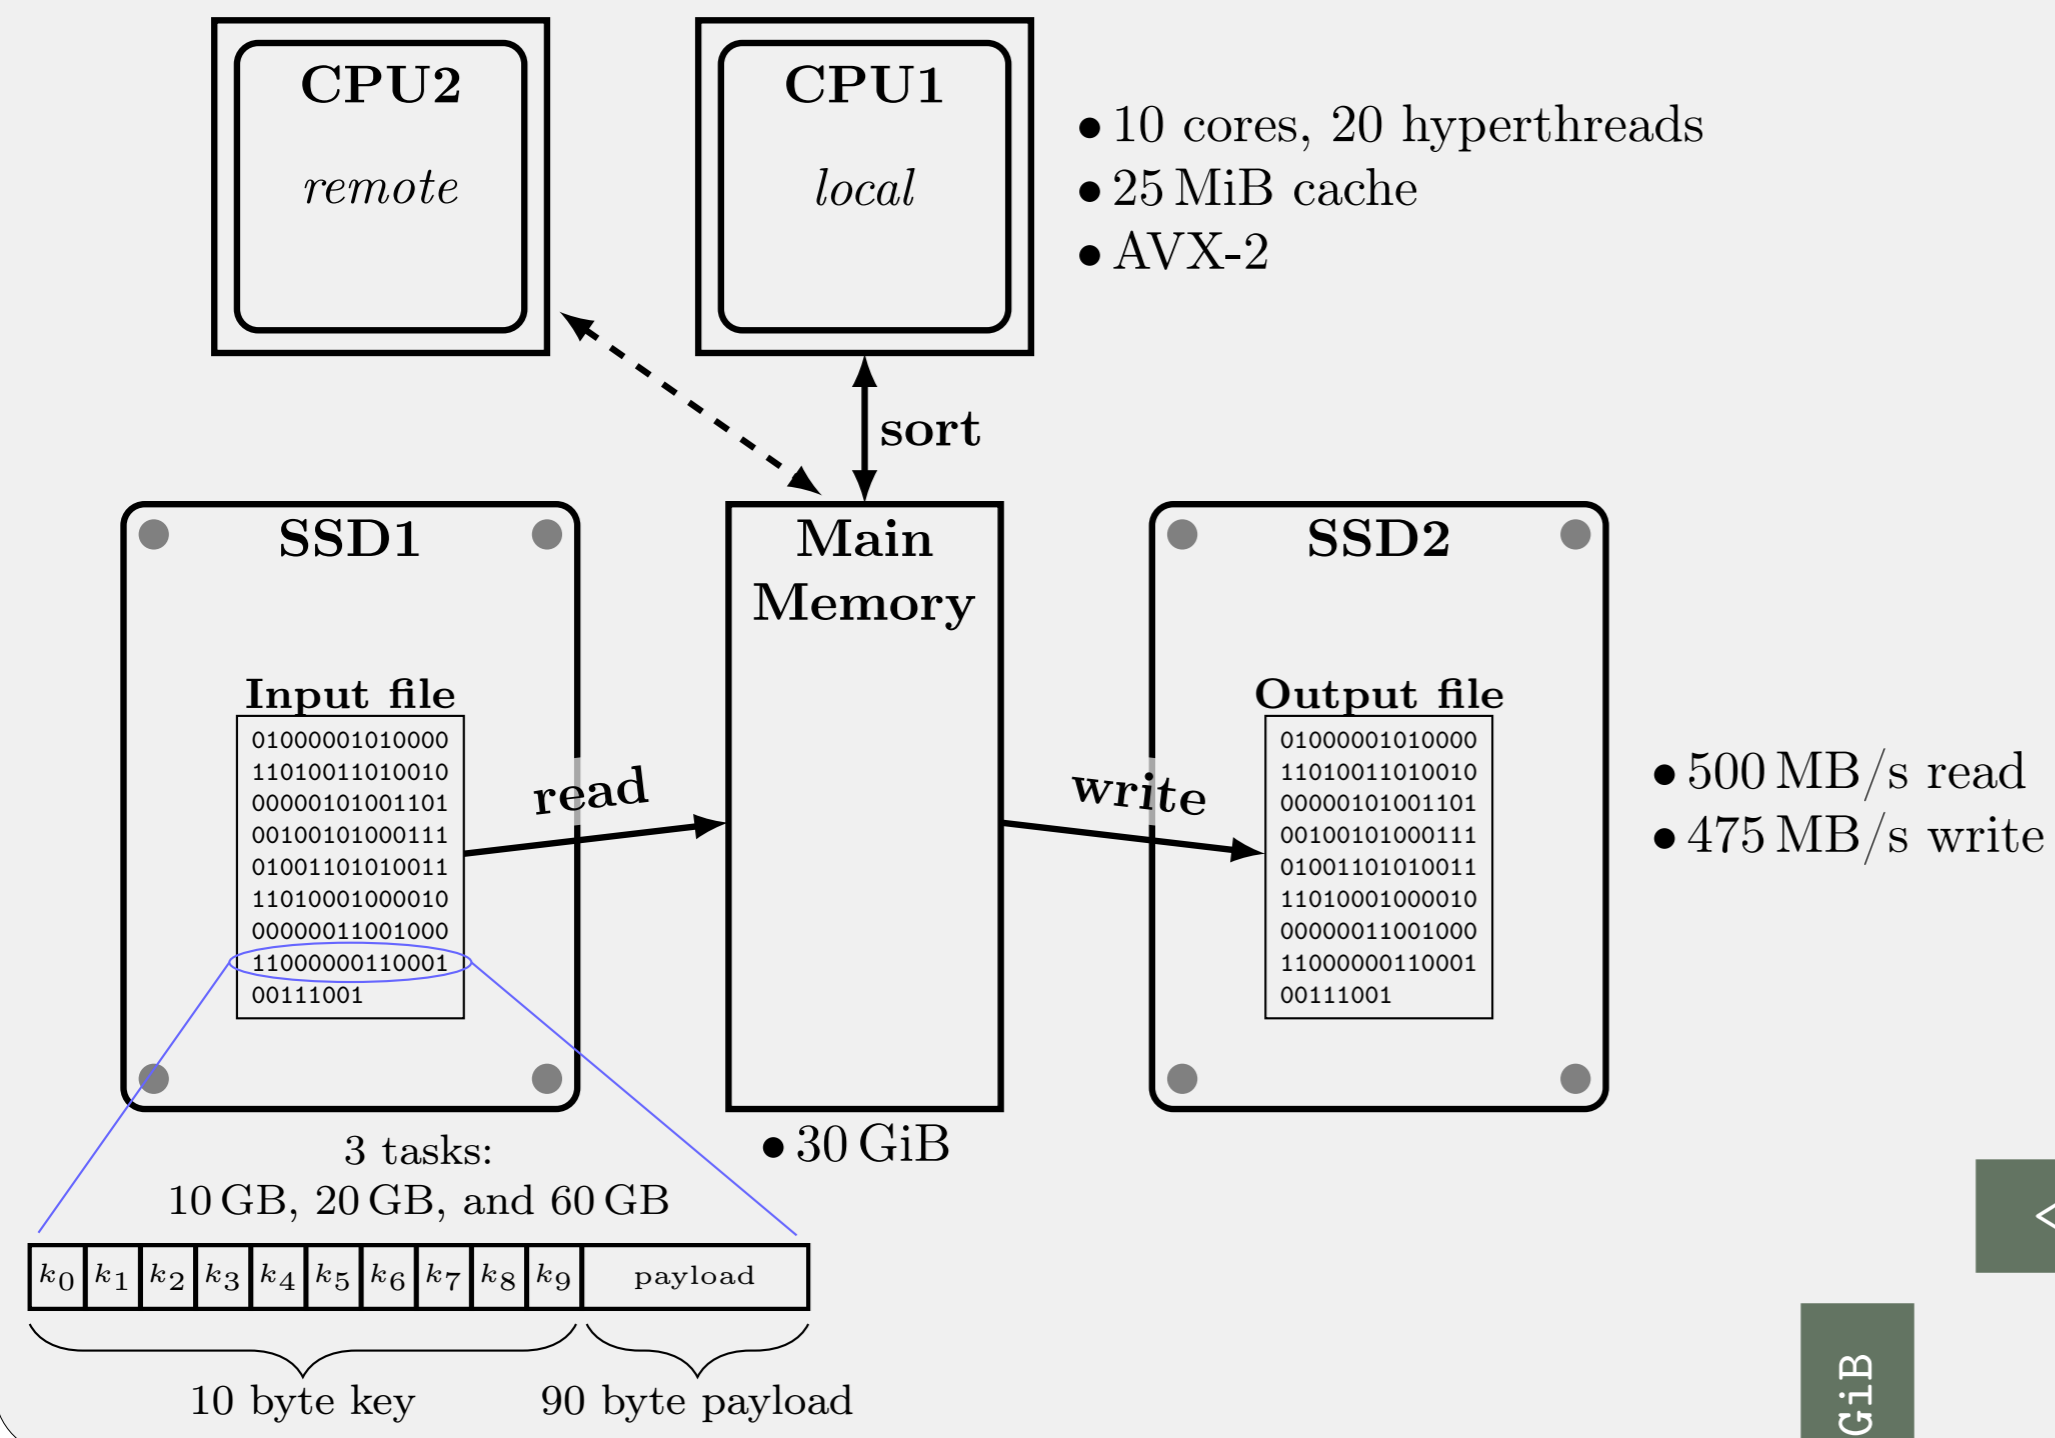 CPU2
remote
CPU1
local
• 10 cores, 20 hyperthreads
• 25 MiB cache
• AVX-2
sort
SSD1
Input file
01000001010000
11010011010010
00000101001101
00100101000111
01001101010011
11010001000010
00000011001000
11000000110001
00111001
read
Main
Memory
• 30 GiB
write
SSD2
Output file
01000001010000
11010011010010
00000101001101
00100101000111
01001101010011
11010001000010
00000011001000
11000000110001
00111001
• 500 MB/s read
• 475 MB/s write
3 tasks:
10 GB, 20 GB, and 60 GB
k0 k1 k2 k3 k4 k5 k6 k7 k8 k9 payload
10 byte key 90 byte payload
GiB